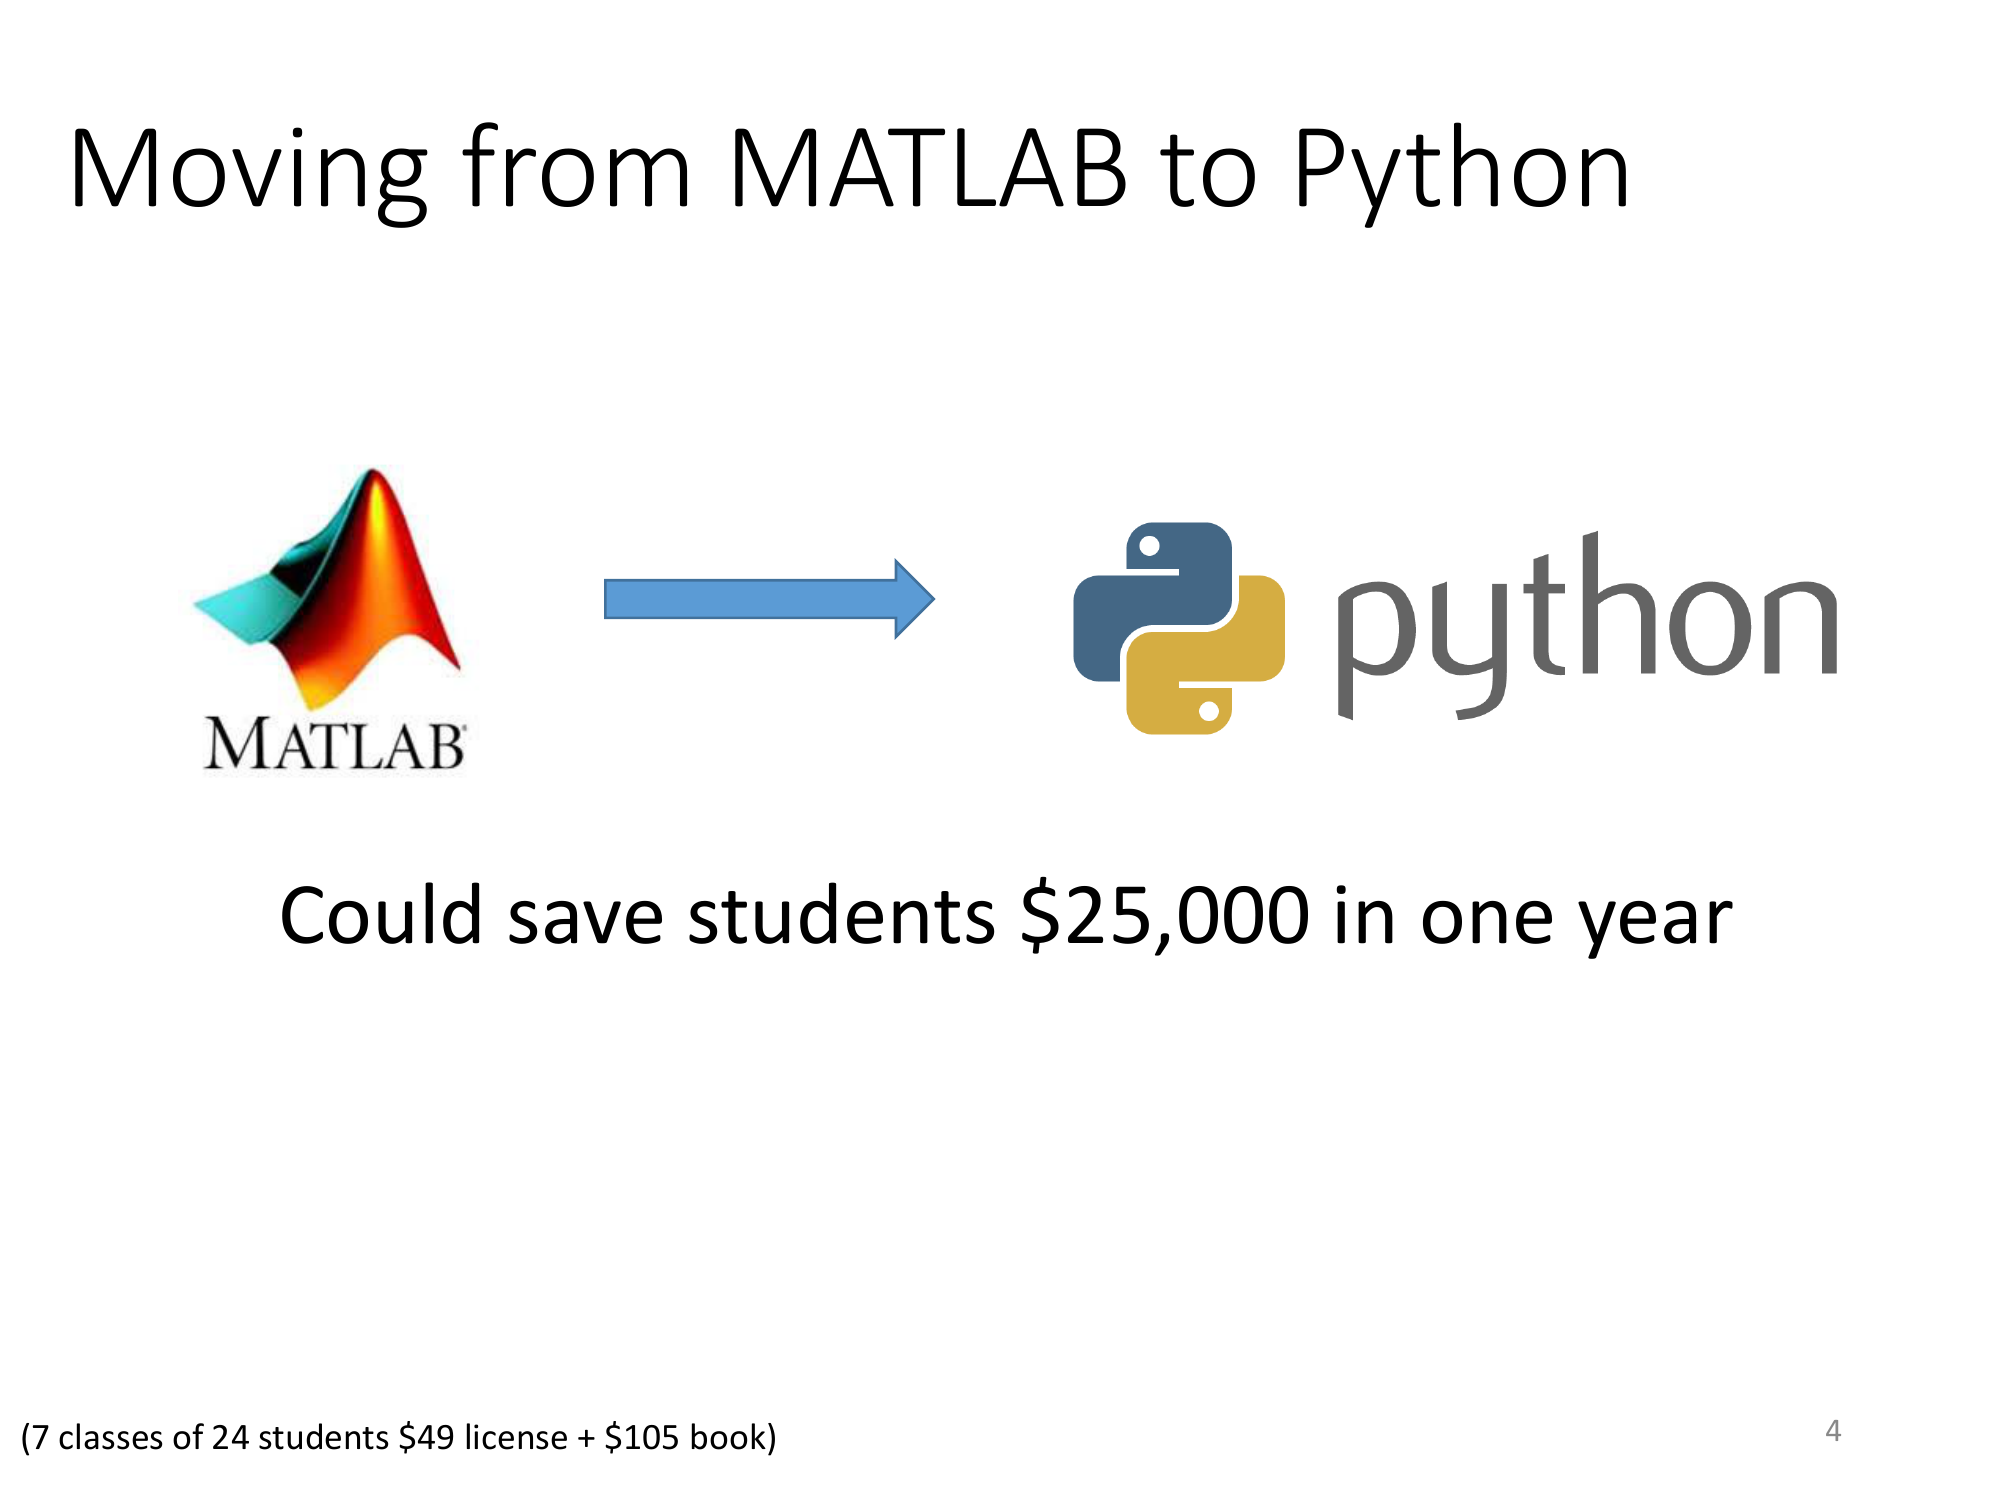 Moving from MATLAB to Python
MATLAB®
python
Could save students $25,000 in one year
(7 classes of 24 students $49 license + $105 book)
4